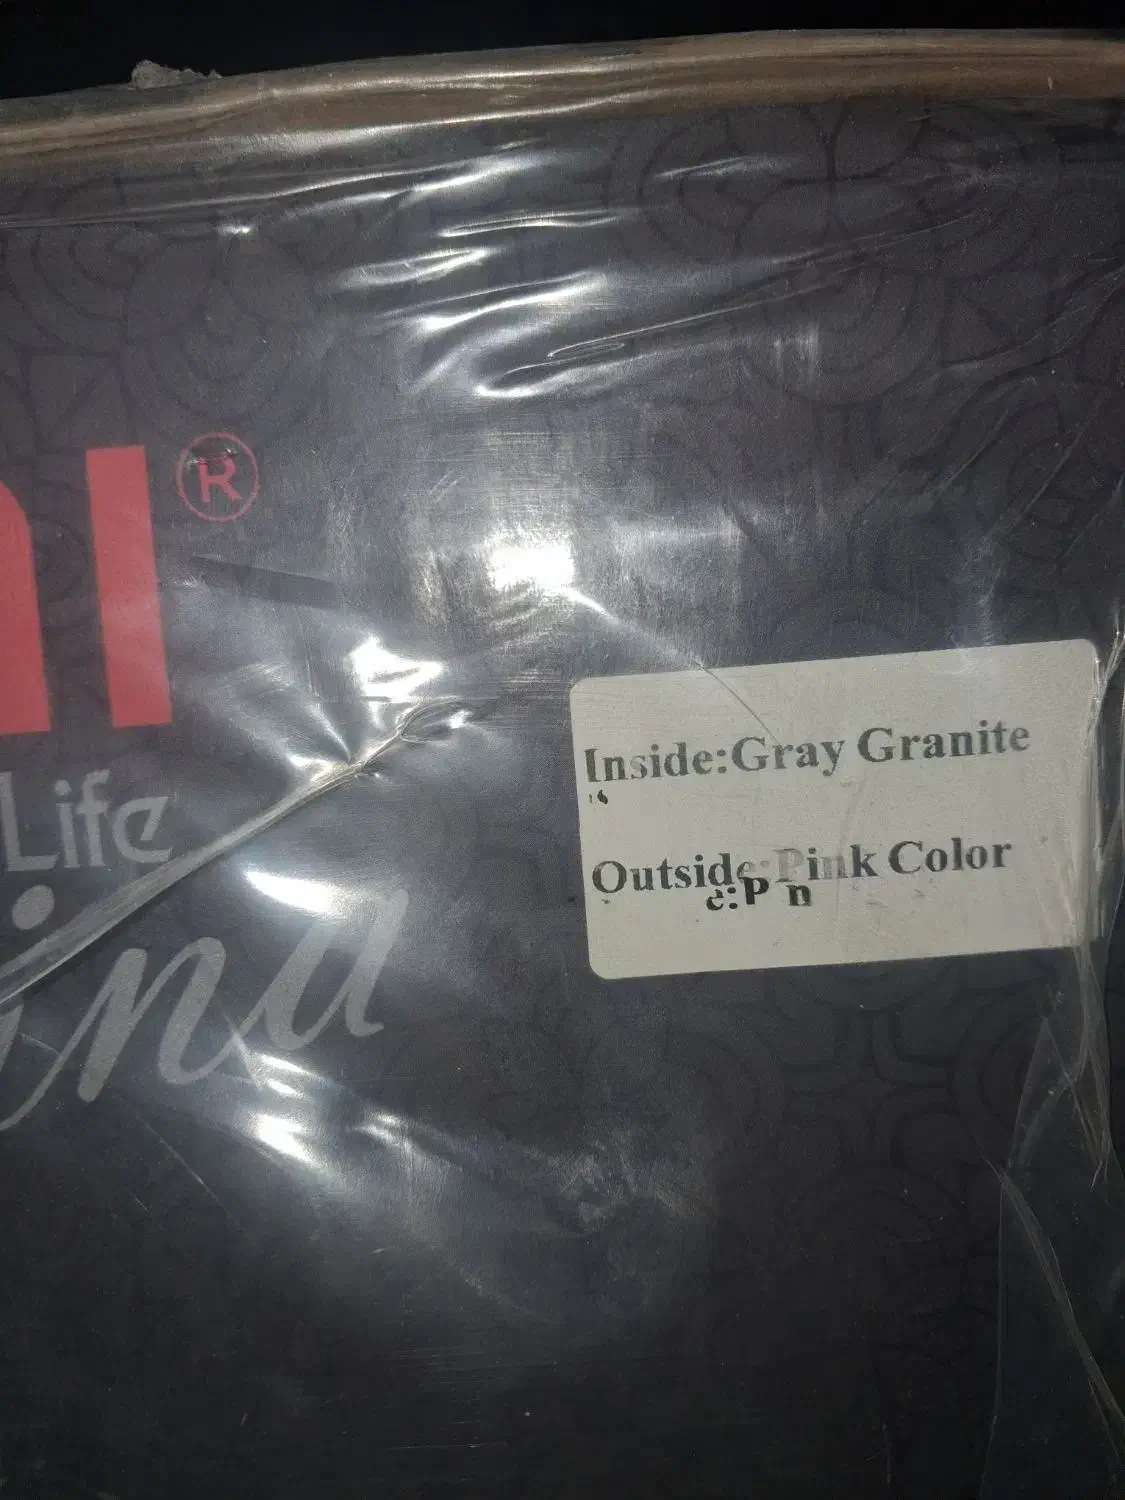 ®
Life
Inside:Gray Granite
Outside:Pink Color
e:P n